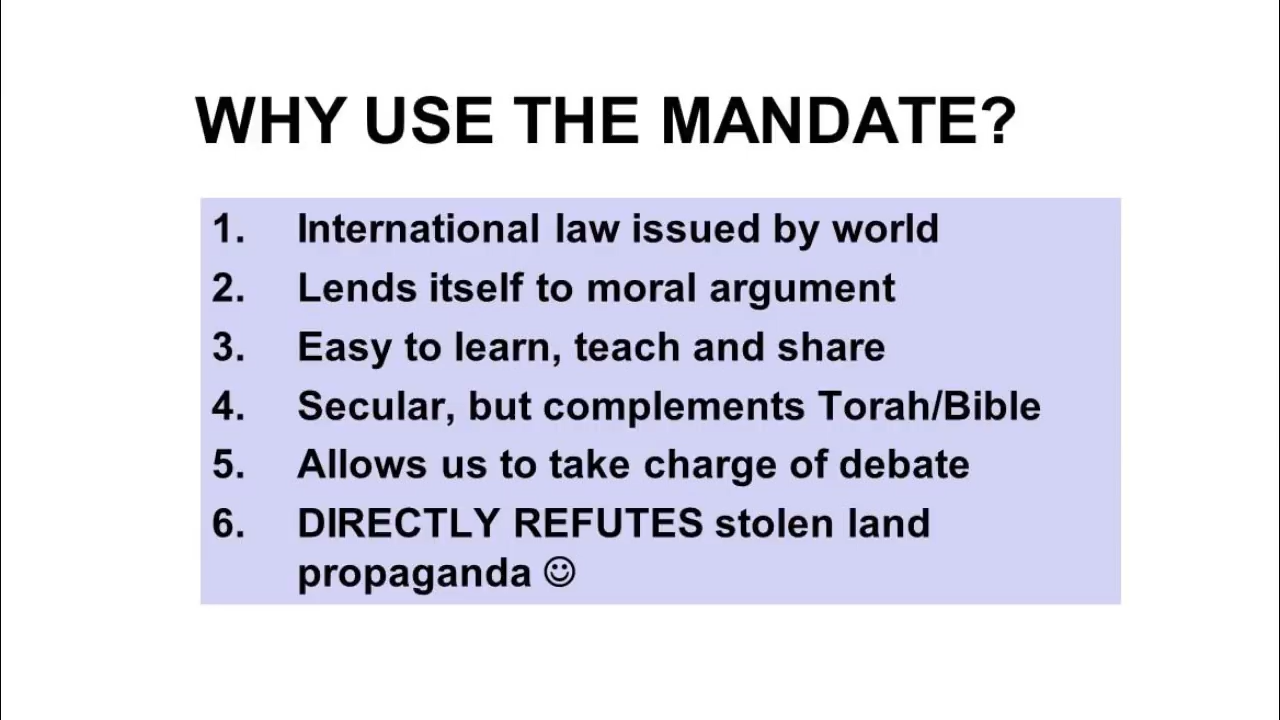 WHY USE THE MANDATE?
1. International law issued by world
2. Lends itself to moral argument
3. Easy to learn, teach and share
4. Secular, but complements Torah/Bible
5. Allows us to take charge of debate
6. DIRECTLY REFUTES stolen land
propaganda ☺